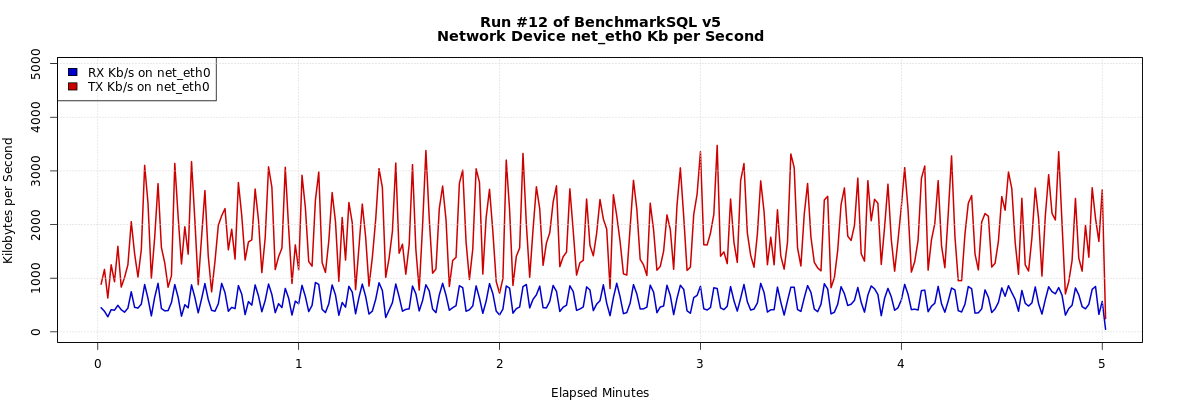 Run #12 of BenchmarkSQL v5
Network Device net_eth0 Kb per Second
RX Kb/s on net_eth0
TX Kb/s on net_eth0
Kilobytes per Second
5000
4000
3000
2000
1000
0
0 1 2 3 4 5
Elapsed Minutes